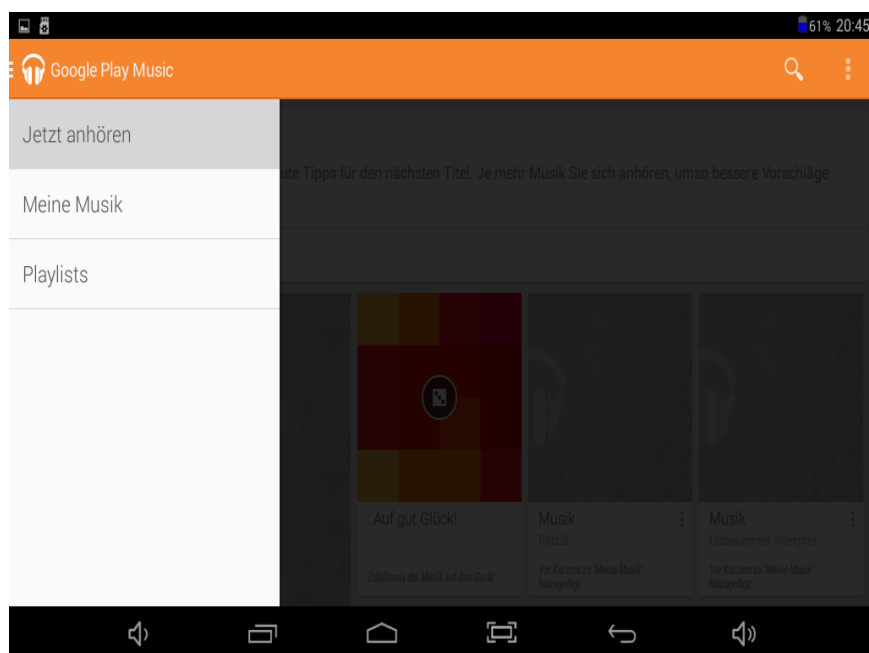 61% 20:45
Google Play Music
Jetzt anhören
ute Tipps für den nächsten Titel. Je mehr Musik Sie sich anhören, umso bessere Vorschläge
Meine Musik
Playlists
: Auf gut Glück!
Zufallsmix der Musik auf dem Gerät
Musik
Pitbull
Vor Kurzem zu "Meine Musik"
hinzugefügt
Musik
Unbekannter Interpret
Vor Kurzem zu "Meine Musik"
hinzugefügt